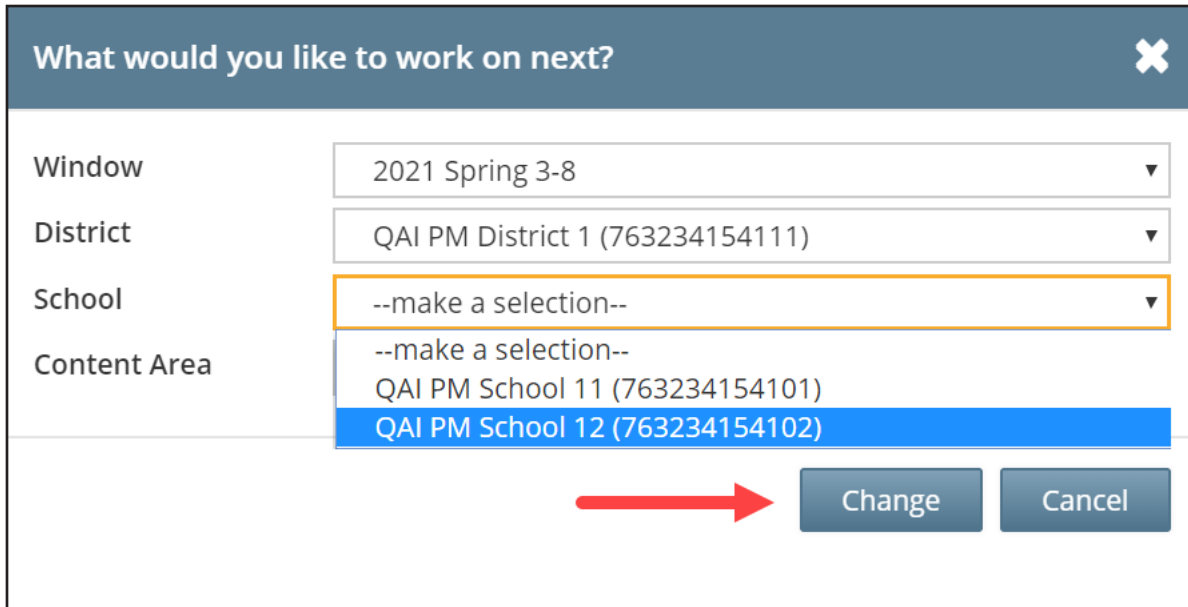 What would you like to work on next?
Window
2021 Spring 3-8
District
QAI PM District 1 (763234154111)
School
--make a selection--
--make a selection--
Content Area
QAI PM School 11 (763234154101)
QAI PM School 12 (763234154102)
Change
Cancel